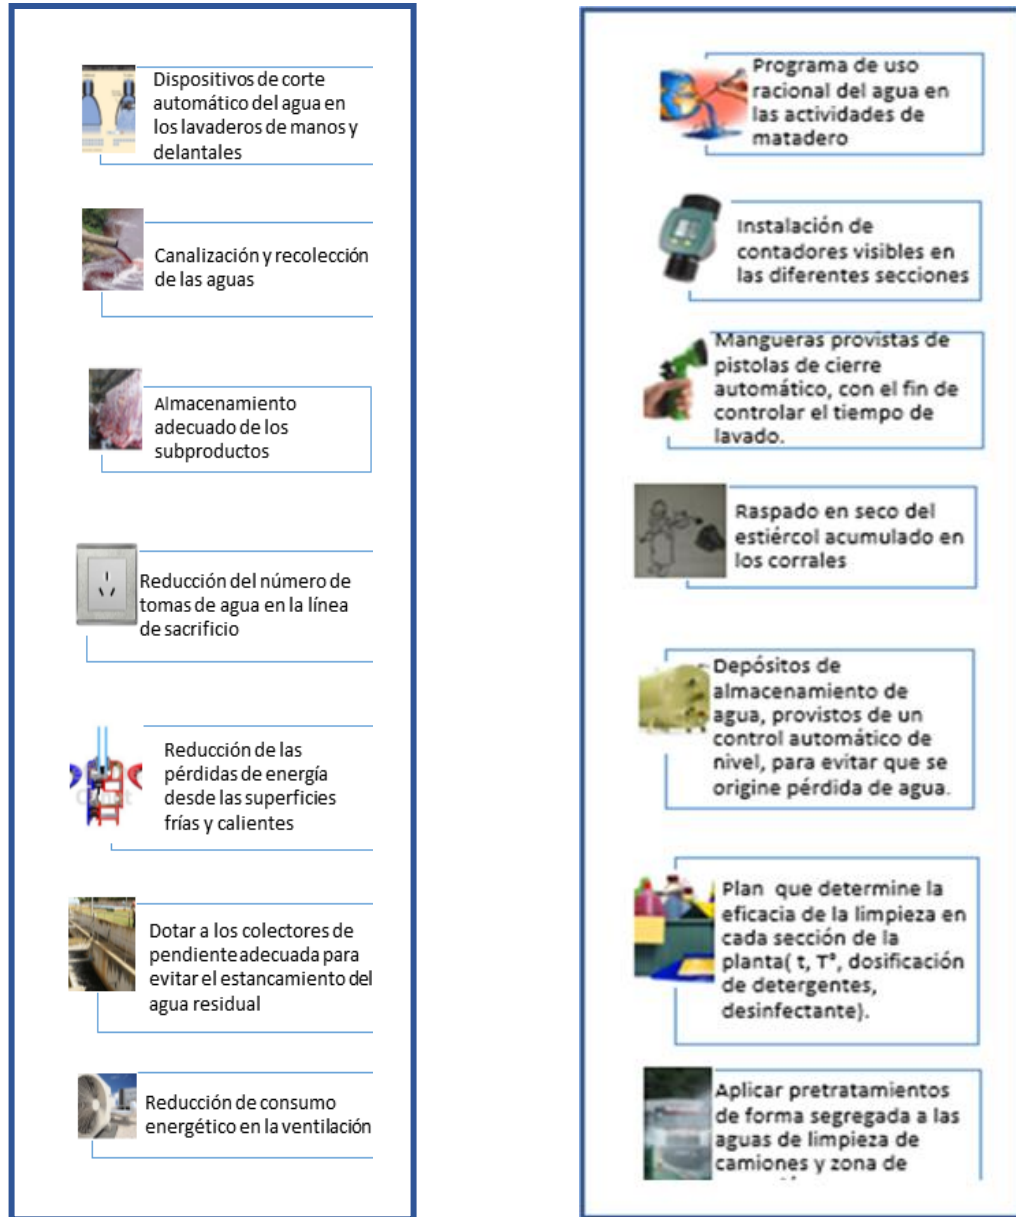 Dispositivos de corte
automático del agua en
los lavaderos de manos y
delantales
Canalización y recolección
de las aguas
Almacenamiento
adecuado de los
subproductos
Reducción del número de
tomas de agua en la línea
de sacrificio
Reducción de las
pérdidas de energía
desde las superficies
frías y calientes
Dotar a los colectores de
pendiente adecuada para
evitar el estancamiento del
agua residual
Reducción de consumo
energético en la ventilación
Programa de uso
racional del agua en
las actividades de
matadero
Instalación de
contadores visibles en
las diferentes secciones
Mangueras provistas de
pistolas de cierre
automático, con el fin de
controlar el tiempo de
lavado.
Raspado en seco del
estiércol acumulado en
los corrales
Depósitos de
almacenamiento de
agua, provistos de un
control automático de
nivel, para evitar que se
origine pérdida de agua.
Plan que determine la
eficacia de la limpieza en
cada sección de la
planta( t, T°, dosificación
de detergentes,
desinfectante).
Aplicar pretratamientos
de forma segregada a las
aguas de limpieza de
camiones y zona de